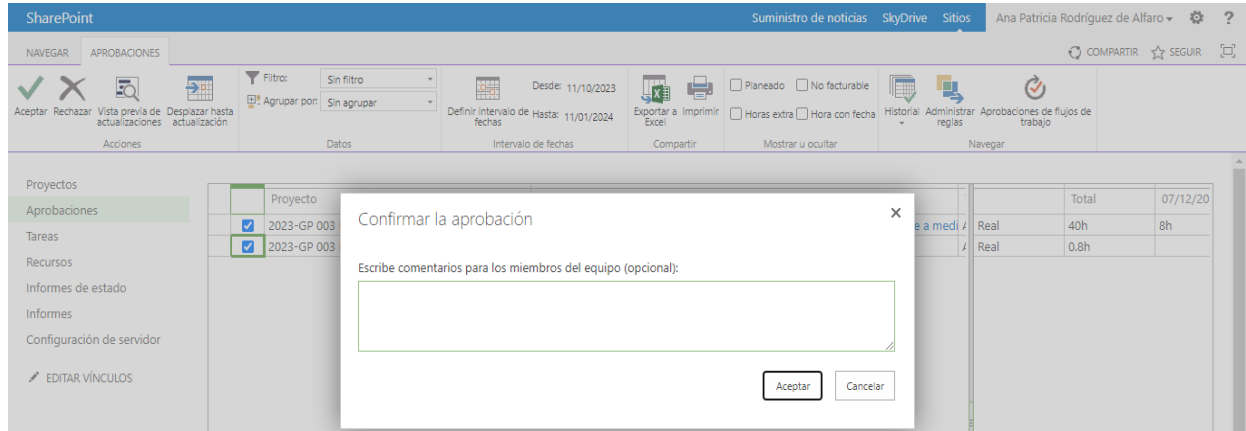 SharePoint
Suministro de noticias SkyDrive Sitios
Ana Patricia Rodríguez de Alfaro
?
NAVEGAR APROBACIONES
COMPARTIR SEGUIR
Aceptar Rechazar Vista previa de actualizaciones Desplazar hasta actualización
Acciones
Filtro: Sin filtro
Agrupar por: Sin agrupar
Datos
Definir intervalo de fechas
Desde: 11/10/2023
Hasta: 11/01/2024
Intervalo de fechas
Exportar a Excel Imprimir
Compartir
Planeado No facturable
Horas extra Hora con fecha
Mostrar u ocultar
Historial Administrar reglas Aprobaciones de flujos de trabajo
Navegar
Proyectos
Aprobaciones
Tareas
Recursos
Informes de estado
Informes
Configuración de servidor
EDITAR VÍNCULOS
Proyecto Total 07/12/20
2023-GP 003 e a medi A Real 40h 8h
2023-GP 003 A Real 0.8h
Confirmar la aprobación
Escribe comentarios para los miembros del equipo (opcional):
Aceptar Cancelar